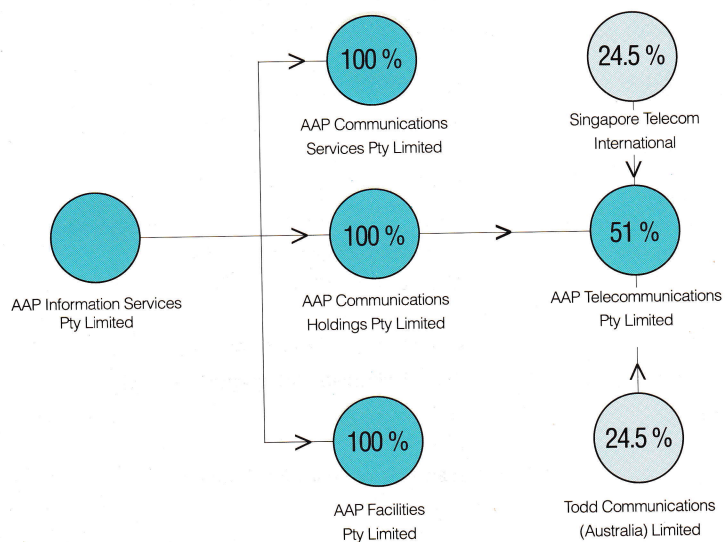 100 %
AAP Communications
Services Pty Limited
24.5 %
Singapore Telecom
International
AAP Information Services
Pty Limited
100 %
AAP Communications
Holdings Pty Limited
51 %
AAP Telecommunications
Pty Limited
100 %
AAP Facilities
Pty Limited
24.5 %
Todd Communications
(Australia) Limited